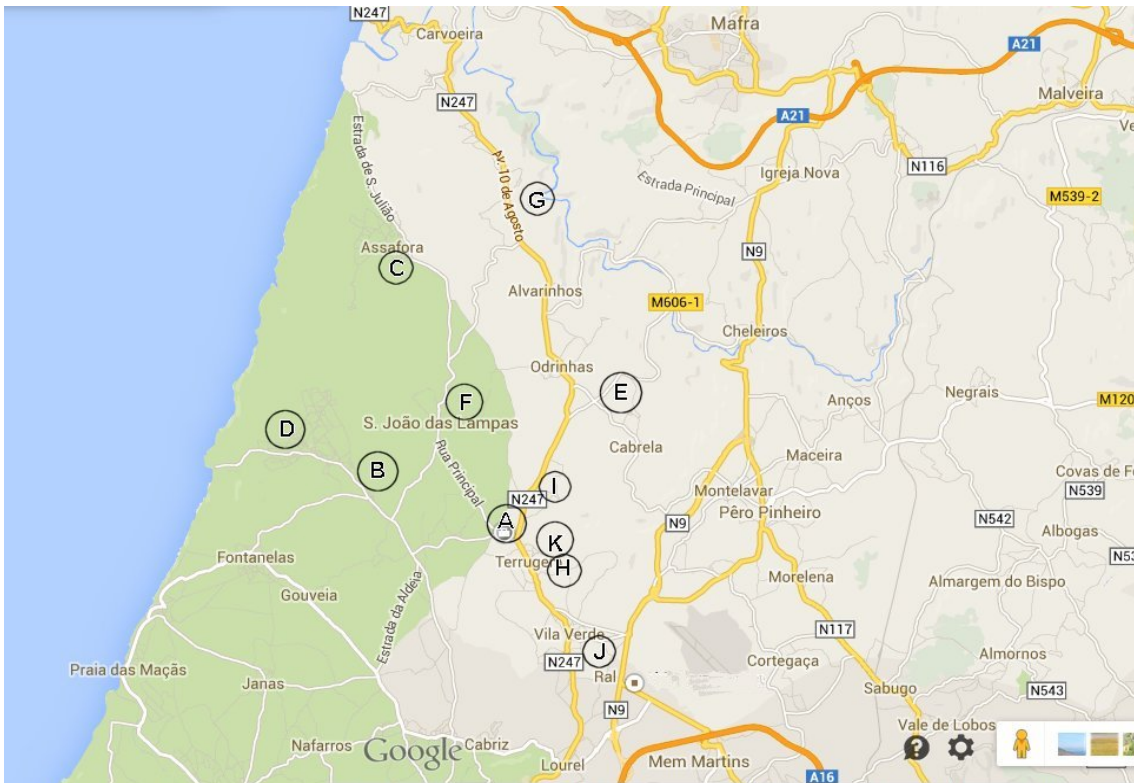 N247
Carvoeira
Mafra
A21
Malveira
N247
A21
Ve
Estrada de S. Julião
Av. 10 de Agosto
Igreja Nova
N116
Estrada Principal
M539-2
G
Assafora
C
N9
Alvarinhos
M606-1
Cheleiros
Odrinhas
E
Anços
Negrais
M120
F
S. João das Lampas
D
Cabrela
Maceira
B
Rua Principal
Covas de Fe
I
N247
Montelavar
N539
A
N9
Pêro Pinheiro
N542
K
Albogas
Fontanelas
Terrugem
H
N53
Gouveia
Estrada da Aldeia
Morelena
Almargem do Bispo
Vila Verde
N117
J
N247
Cortegaça
Almornos
Praia das Maçãs
Janas
Ral
Sabugo
N543
N9
Vale de Lobos
Nafarros
Google
Cabriz
?
Lourel
Mem Martins
A16